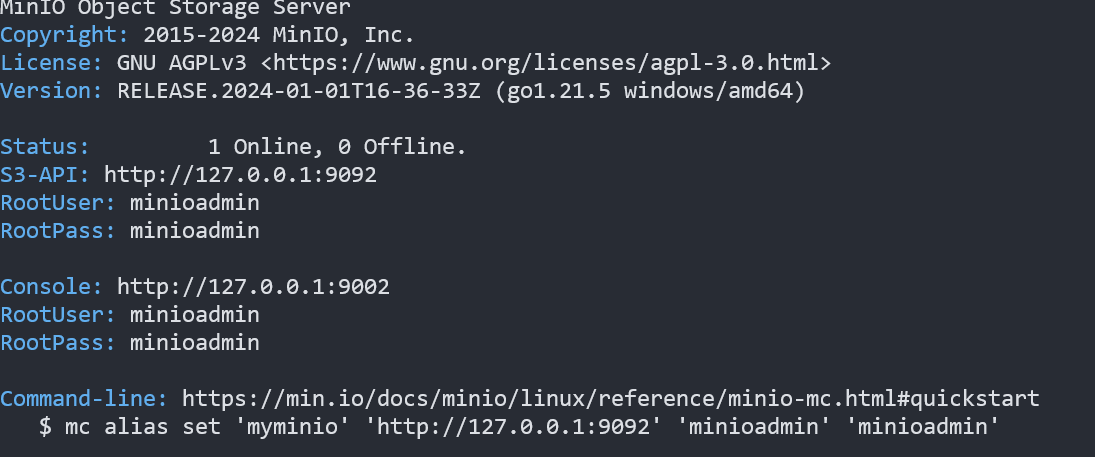 MinIO Object Storage Server
Copyright: 2015-2024 MinIO, Inc.
License: GNU AGPLv3 <https://www.gnu.org/licenses/agpl-3.0.html>
Version: RELEASE.2024-01-01T16-36-33Z (go1.21.5 windows/amd64)
Status:         1 Online, 0 Offline.
S3-API: http://127.0.0.1:9092
RootUser: minioadmin
RootPass: minioadmin
Console: http://127.0.0.1:9002
RootUser: minioadmin
RootPass: minioadmin
Command-line: https://min.io/docs/minio/linux/reference/minio-mc.html#quickstart
   $ mc alias set 'myminio' 'http://127.0.0.1:9092' 'minioadmin' 'minioadmin'